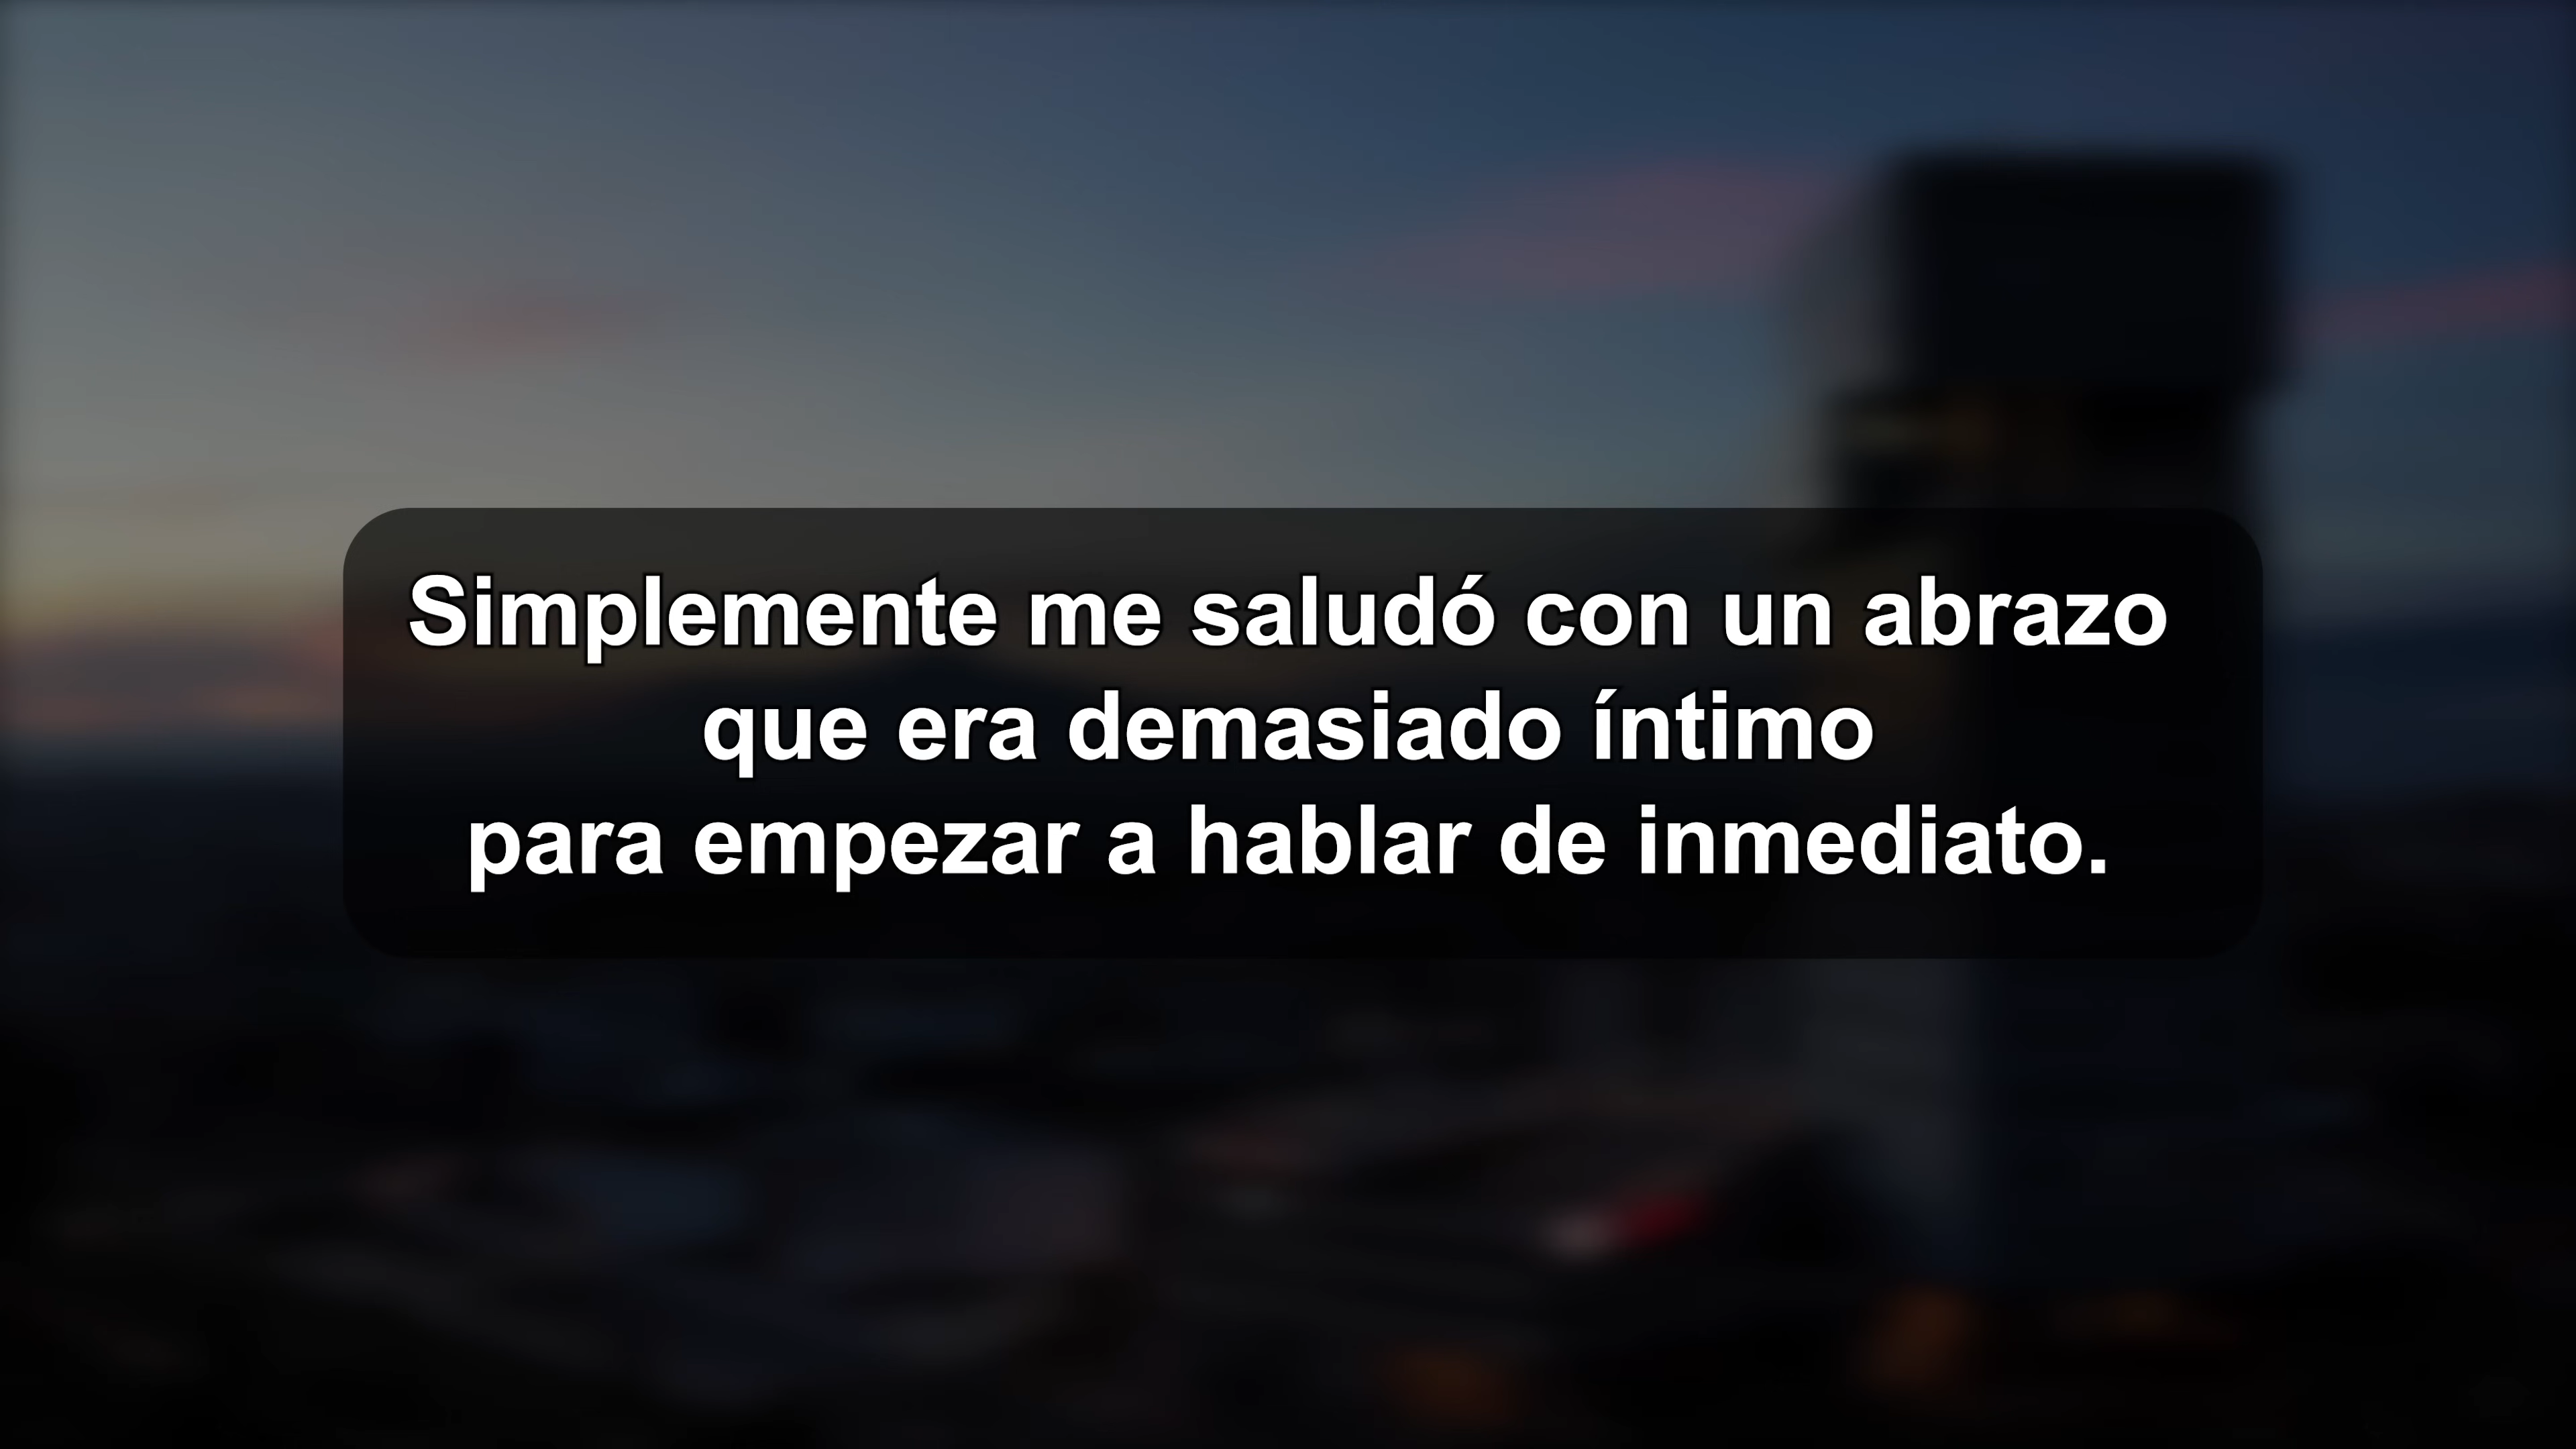 Simplemente me saludó con un abrazo
que era demasiado íntimo
para empezar a hablar de inmediato.